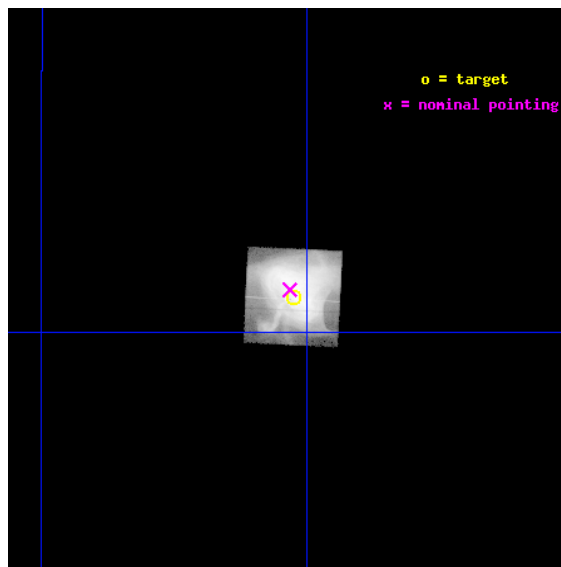 o = target
x = nominal pointing